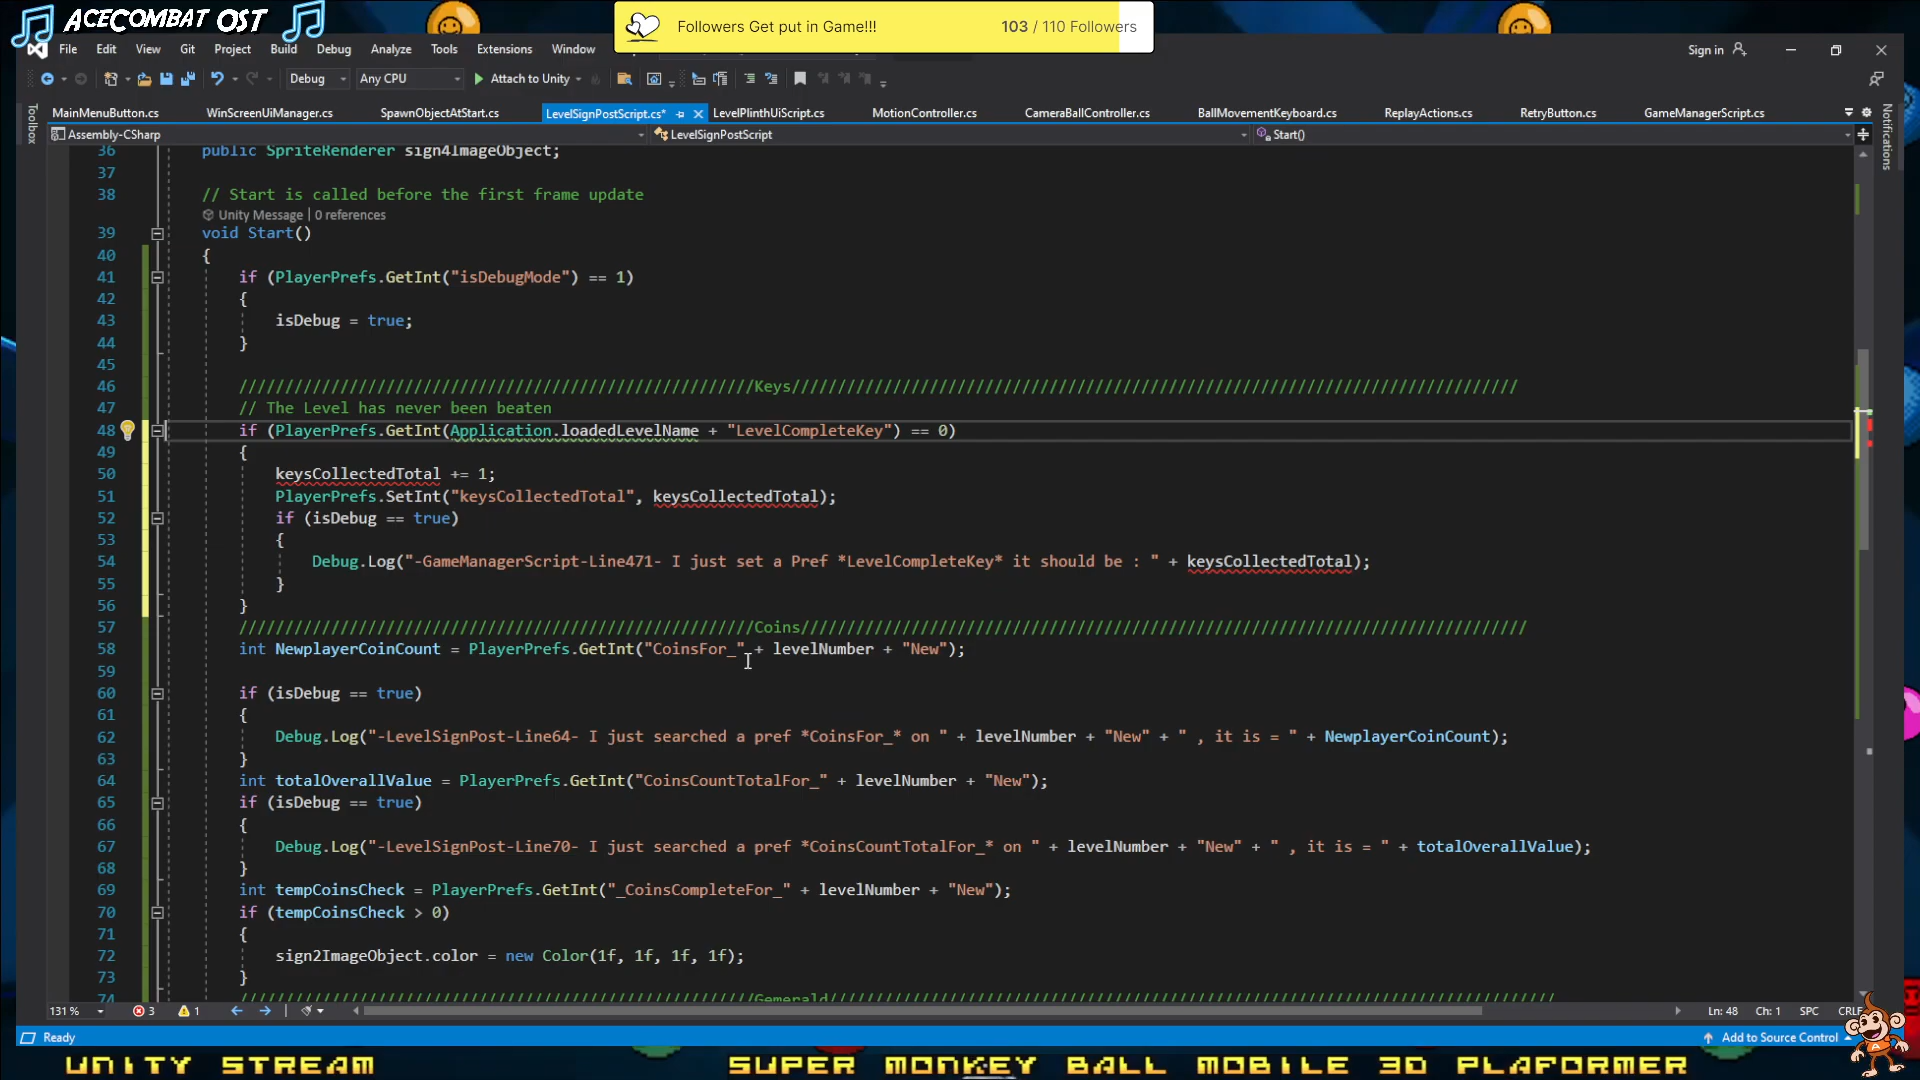 ACECOMBAT OST
Followers Get put in Game!!! 103 / 110 Followers
File Edit View Git Project Build Debug Analyze Tools Extensions Window Sign in
Debug Any CPU Attach to Unity
MainMenuButton.cs WinScreenUiManager.cs SpawnObjectAtStart.cs LevelSignPostScript.cs* LevelPlinthUiScript.cs MotionController.cs CameraBallController.cs BallMovementKeyboard.cs ReplayActions.cs RetryButton.cs GameManagerScript.cs
Toolbox
Notifications
Assembly-CSharp LevelSignPostScript Start()
36 public SpriteRenderer sign4ImageObject;
37
38 // Start is called before the first frame update
Unity Message | 0 references
39 void Start()
40 {
41 if (PlayerPrefs.GetInt("isDebugMode") == 1)
42 {
43 isDebug = true;
44 }
45
46 ////////////////////////////////////////////////////////Keys///////////////////////////////////////////////////////////////////////////////
47 // The Level has never been beaten
48 if (PlayerPrefs.GetInt(Application.loadedLevelName + "LevelCompleteKey") == 0)
49 {
50 keysCollectedTotal += 1;
51 PlayerPrefs.SetInt("keysCollectedTotal", keysCollectedTotal);
52 if (isDebug == true)
53 {
54 Debug.Log("-GameManagerScript-Line471- I just set a Pref *LevelCompleteKey* it should be : " + keysCollectedTotal);
55 }
56 }
57 ////////////////////////////////////////////////////////Coins///////////////////////////////////////////////////////////////////////////////
58 int NewplayerCoinCount = PlayerPrefs.GetInt("CoinsFor_" + levelNumber + "New");
59
60 if (isDebug == true)
61 {
62 Debug.Log("-LevelSignPost-Line64- I just searched a pref *CoinsFor_* on " + levelNumber + "New" + " , it is = " + NewplayerCoinCount);
63 }
64 int totalOverallValue = PlayerPrefs.GetInt("CoinsCountTotalFor_" + levelNumber + "New");
65 if (isDebug == true)
66 {
67 Debug.Log("-LevelSignPost-Line70- I just searched a pref *CoinsCountTotalFor_* on " + levelNumber + "New" + " , it is = " + totalOverallValue);
68 }
69 int tempCoinsCheck = PlayerPrefs.GetInt("_CoinsCompleteFor_" + levelNumber + "New");
70 if (tempCoinsCheck > 0)
71 {
72 sign2ImageObject.color = new Color(1f, 1f, 1f, 1f);
73 }
74 ////////////////////////////////////////////////////////Gemerald//////////////////////////////////////////////////////////////////////////////////
131 % 3 1 Ln: 48 Ch: 1 SPC CRLF
Ready Add to Source Control
UNITY STREAM SUPER MONKEY BALL MOBILE 3D PLAFORMER